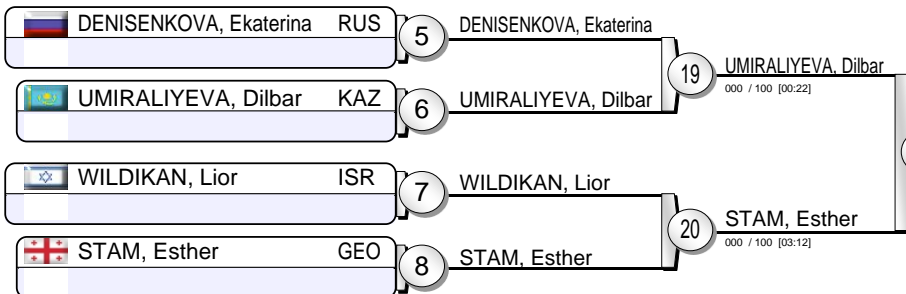 DENISENKOVA, Ekaterina RUS
5
DENISENKOVA, Ekaterina
19
UMIRALIYEVA, Dilbar
000 / 100 [00:22]
UMIRALIYEVA, Dilbar KAZ
6
UMIRALIYEVA, Dilbar
WILDIKAN, Lior ISR
7
WILDIKAN, Lior
20
STAM, Esther
000 / 100 [03:12]
STAM, Esther GEO
8
STAM, Esther